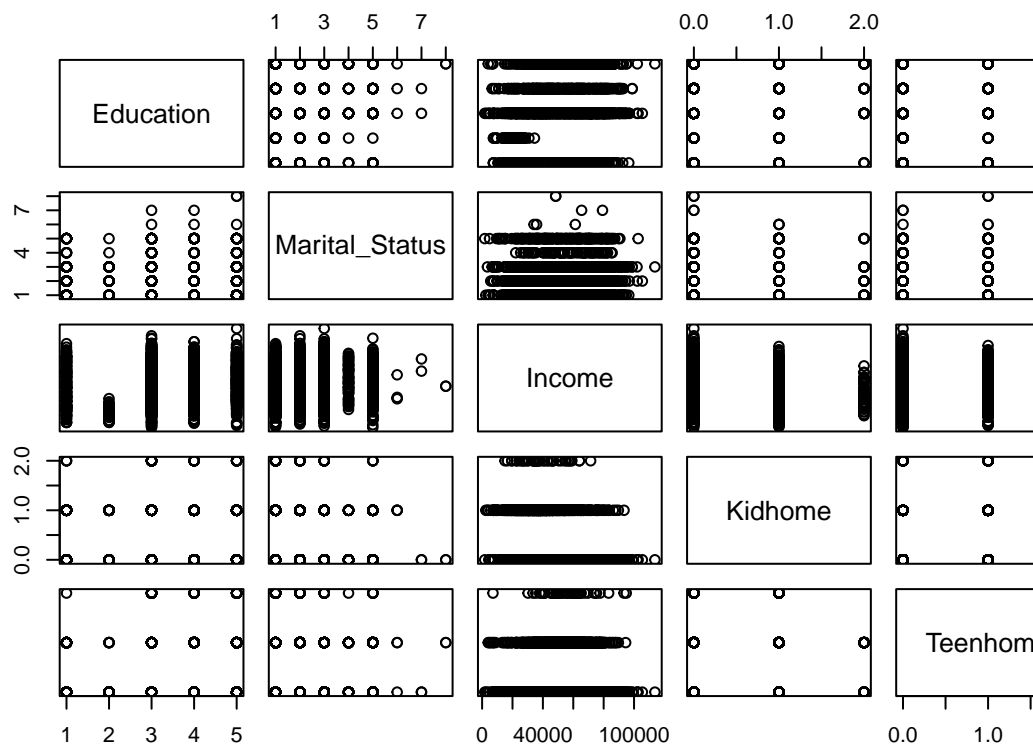 1 3 5 7 0.0 1.0 2.0
Education
7 4 1 Marital_Status
Income
2.0 1.0 0.0 Kidhome
Teenhom
1 2 3 4 5 0 40000 100000 0.0 1.0